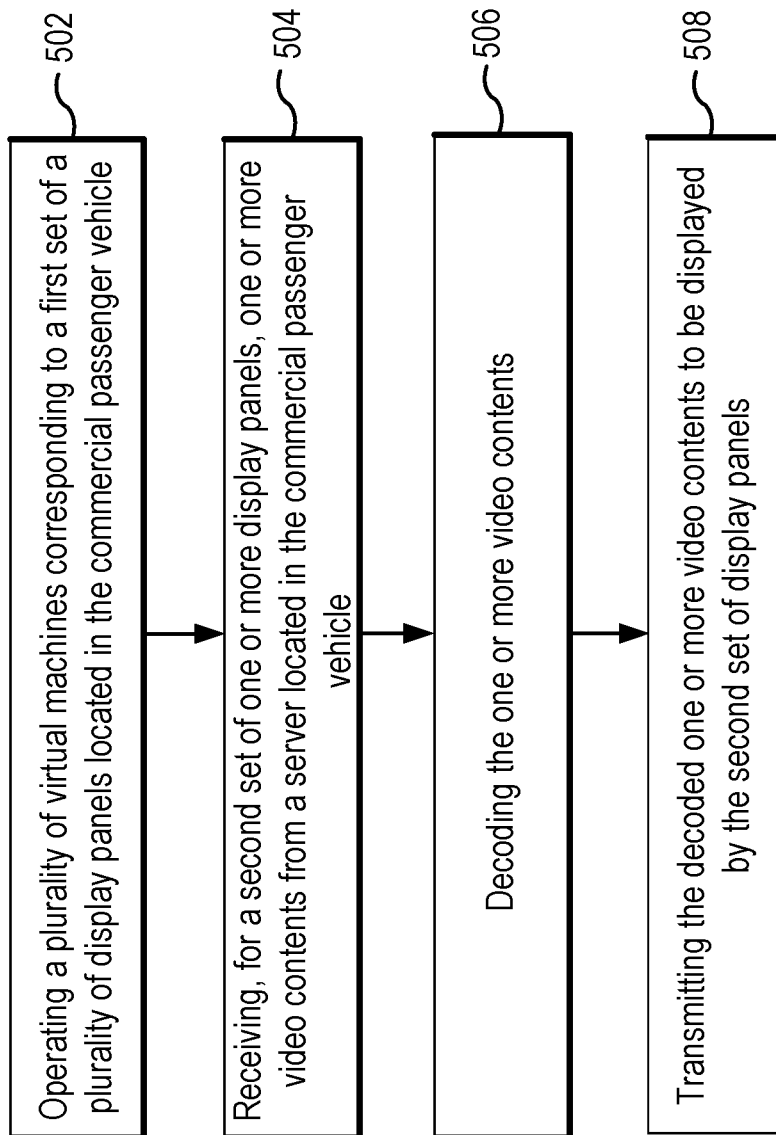 Operating a plurality of virtual machines corresponding to a first set of a
plurality of display panels located in the commercial passenger vehicle
502
Receiving, for a second set of one or more display panels, one or more
video contents from a server located in the commercial passenger
vehicle
504
Decoding the one or more video contents
506
Transmitting the decoded one or more video contents to be displayed
by the second set of display panels
508